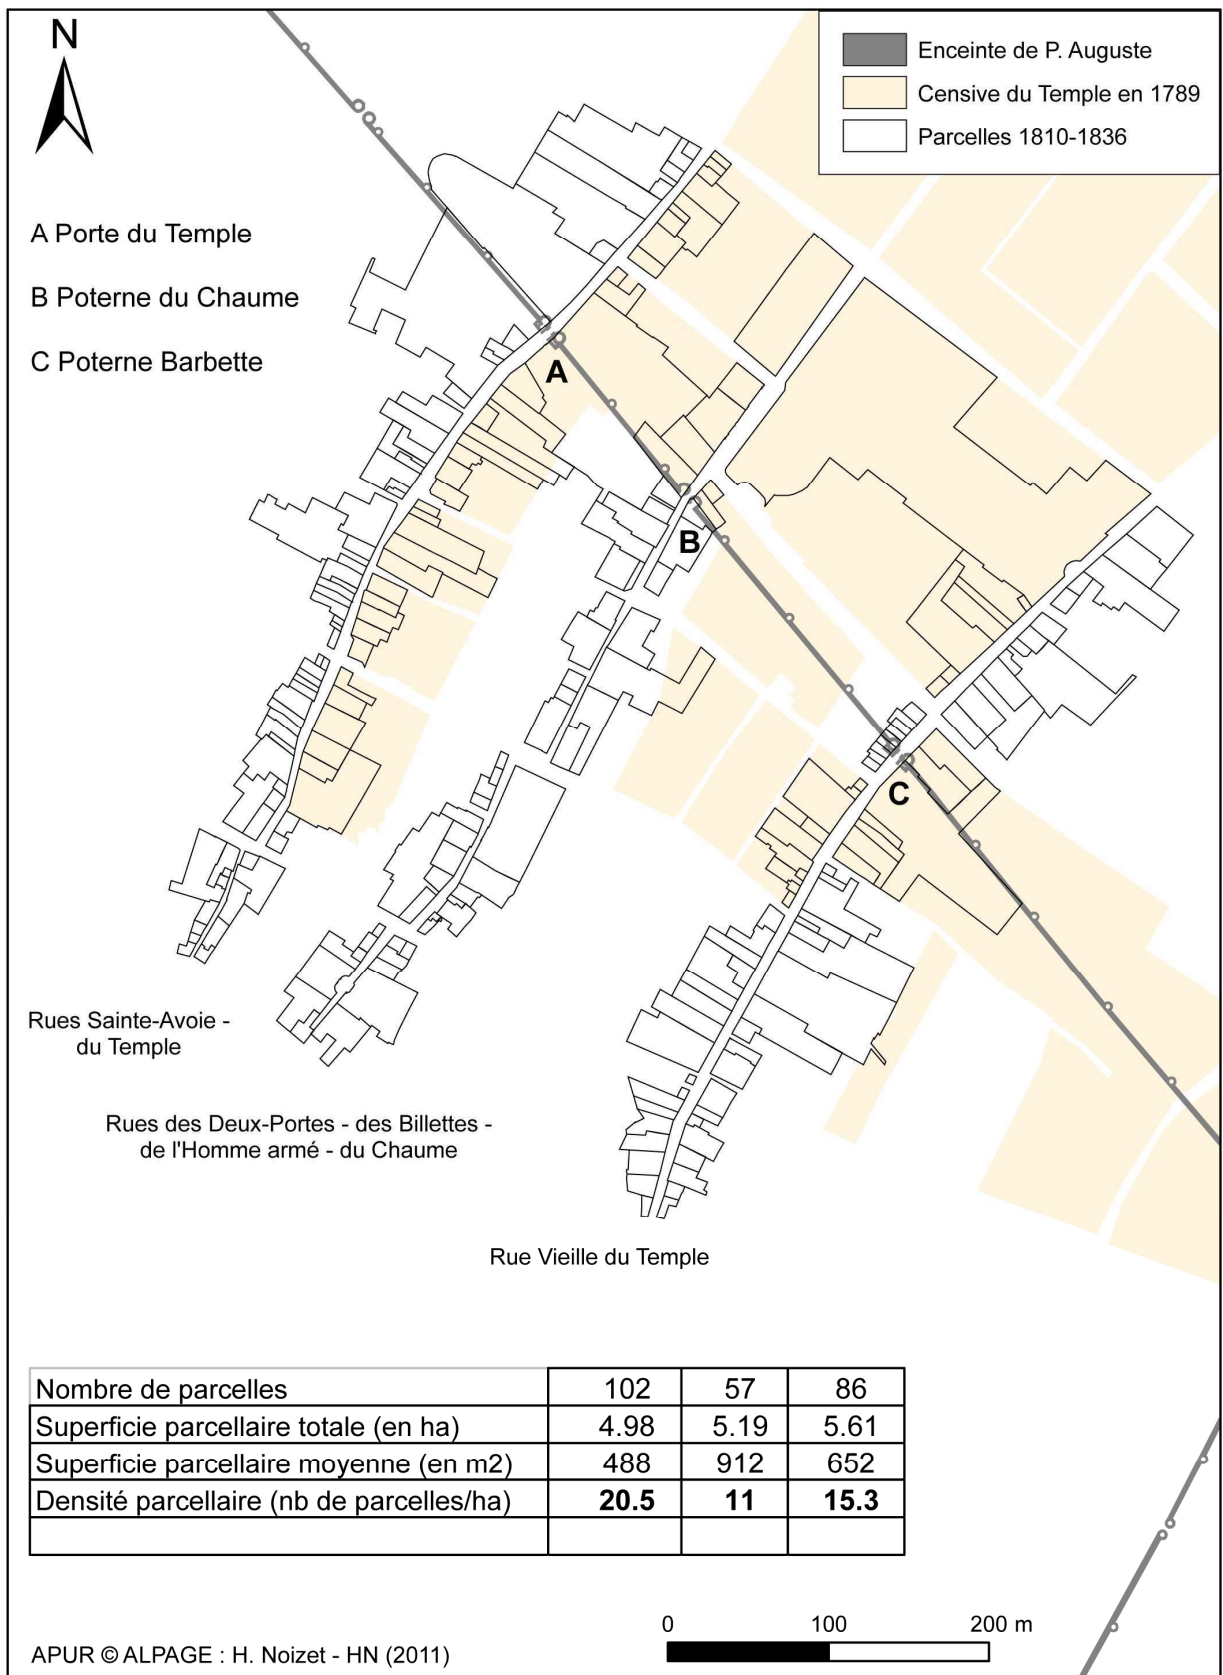 N
Enceinte de P. Auguste
Censive du Temple en 1789
Parcelles 1810-1836
A Porte du Temple
B Poterne du Chaume
C Poterne Barbette
A
B
C
Rues Sainte-Avoie -
du Temple
Rues des Deux-Portes - des Billettes -
de l'Homme armé - du Chaume
Rue Vieille du Temple
Nombre de parcelles 102 57 86
Superficie parcellaire totale (en ha) 4.98 5.19 5.61
Superficie parcellaire moyenne (en m2) 488 912 652
Densité parcellaire (nb de parcelles/ha) 20.5 11 15.3
0 100 200 m
APUR © ALPAGE : H. Noizet - HN (2011)